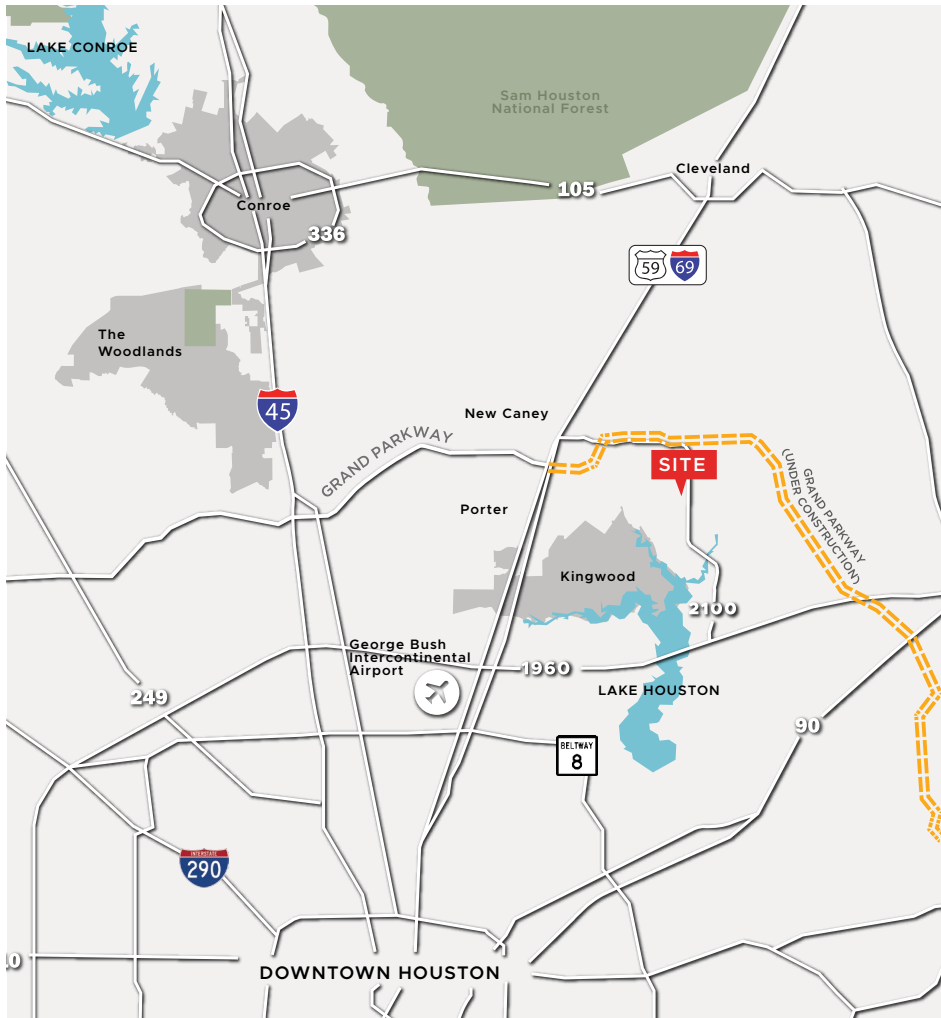 LAKE CONROE
Sam Houston
National Forest
Cleveland
105
Conroe
336
59
69
The
Woodlands
45
New Caney
GRAND PARKWAY
SITE
GRAND PARKWAY
(UNDER CONSTRUCTION)
Porter
Kingwood
2100
George Bush
Intercontinental
Airport
1960
LAKE HOUSTON
249
90
BELTWAY
8
INTERSTATE
290
DOWNTOWN HOUSTON